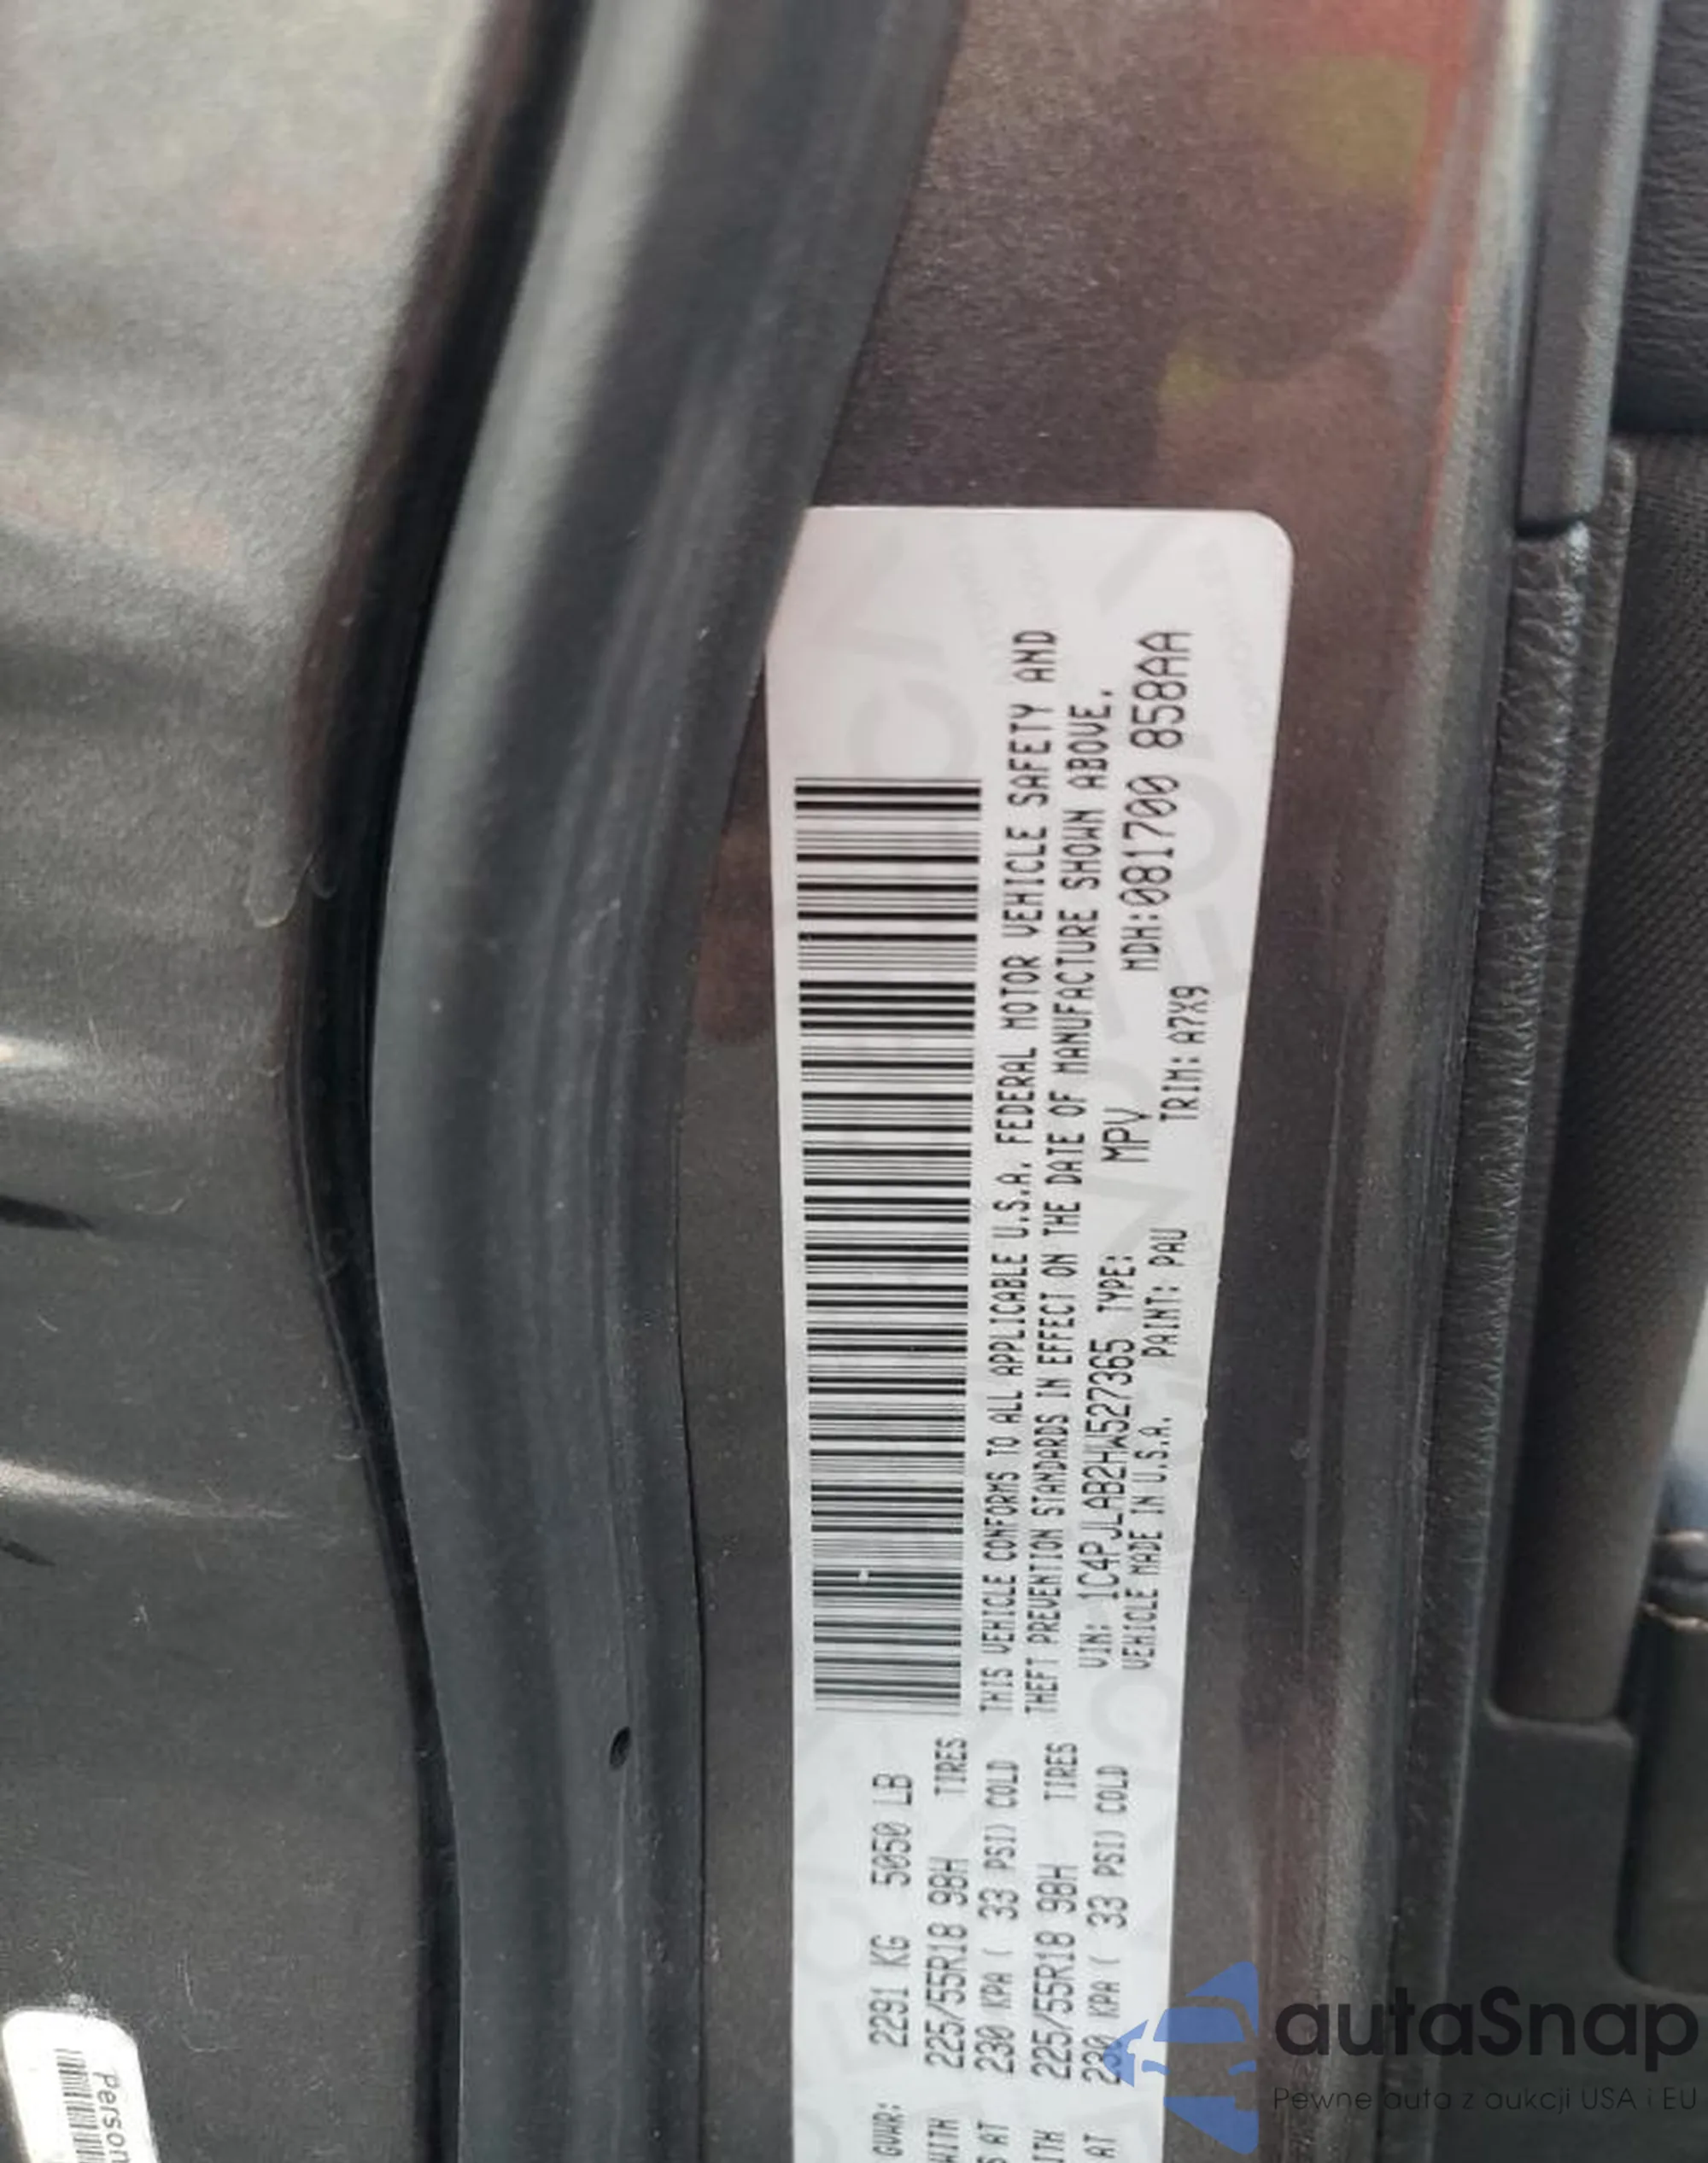 GVWR: 2291 KG 5050 LB
WITH 225/55R18 98H TIRES
S AT 230 KPA ( 33 PSI) COLD
ITH 225/55R18 98H TIRES
AT 230 KPA ( 33 PSI) COLD
THIS VEHICLE CONFORMS TO ALL APPLICABLE U.S.A. FEDERAL MOTOR VEHICLE SAFETY AND
THEFT PREVENTION STANDARDS IN EFFECT ON THE DATE OF MANUFACTURE SHOWN ABOVE.
VIN: 1C4PJLAB2HW527365 TYPE: MPV MDH:081700 858AA
VEHICLE MADE IN U.S.A. PAINT: PAU TRIM: A7X9
Person
autaSnap
Pewne auta z aukcji USA i EU